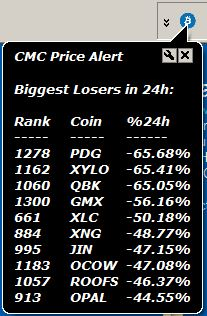 CMC Price Alert
Biggest Losers in 24h:
Rank Coin %24h
----- ----- ------
1278 PDG -65.68%
1162 XYLO -65.41%
1060 QBK -65.05%
1300 GMX -56.16%
661 XLC -50.18%
884 XNG -48.77%
995 JIN -47.15%
1183 OCOW -47.08%
1057 ROOFS -46.37%
913 OPAL -44.55%